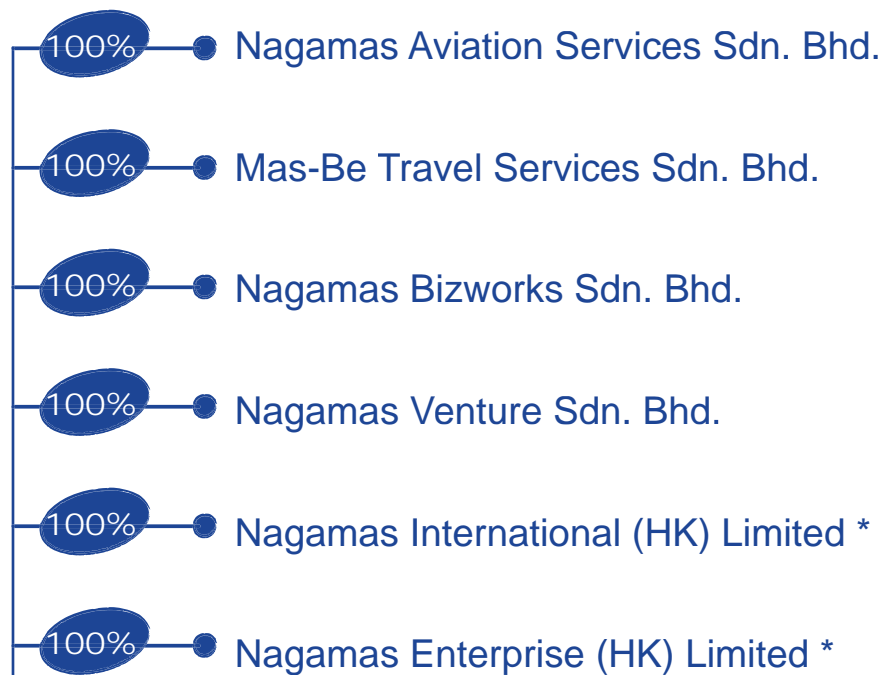 100% Nagamas Aviation Services Sdn. Bhd.
100% Mas-Be Travel Services Sdn. Bhd.
100% Nagamas Bizworks Sdn. Bhd.
100% Nagamas Venture Sdn. Bhd.
100% Nagamas International (HK) Limited *
100% Nagamas Enterprise (HK) Limited *